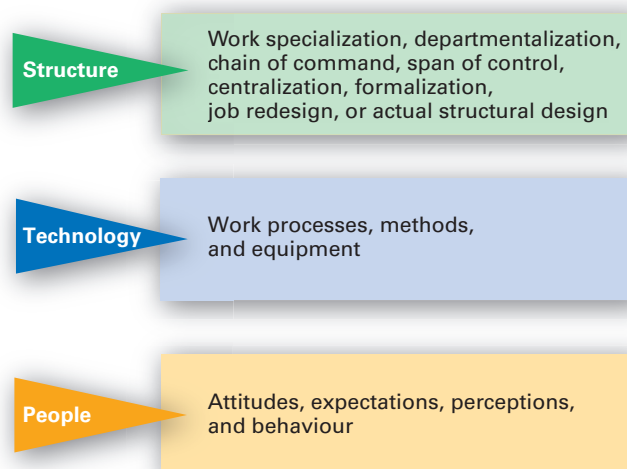 Structure
Work specialization, departmentalization,
chain of command, span of control,
centralization, formalization,
job redesign, or actual structural design
Technology
Work processes, methods,
and equipment
People
Attitudes, expectations, perceptions,
and behaviour